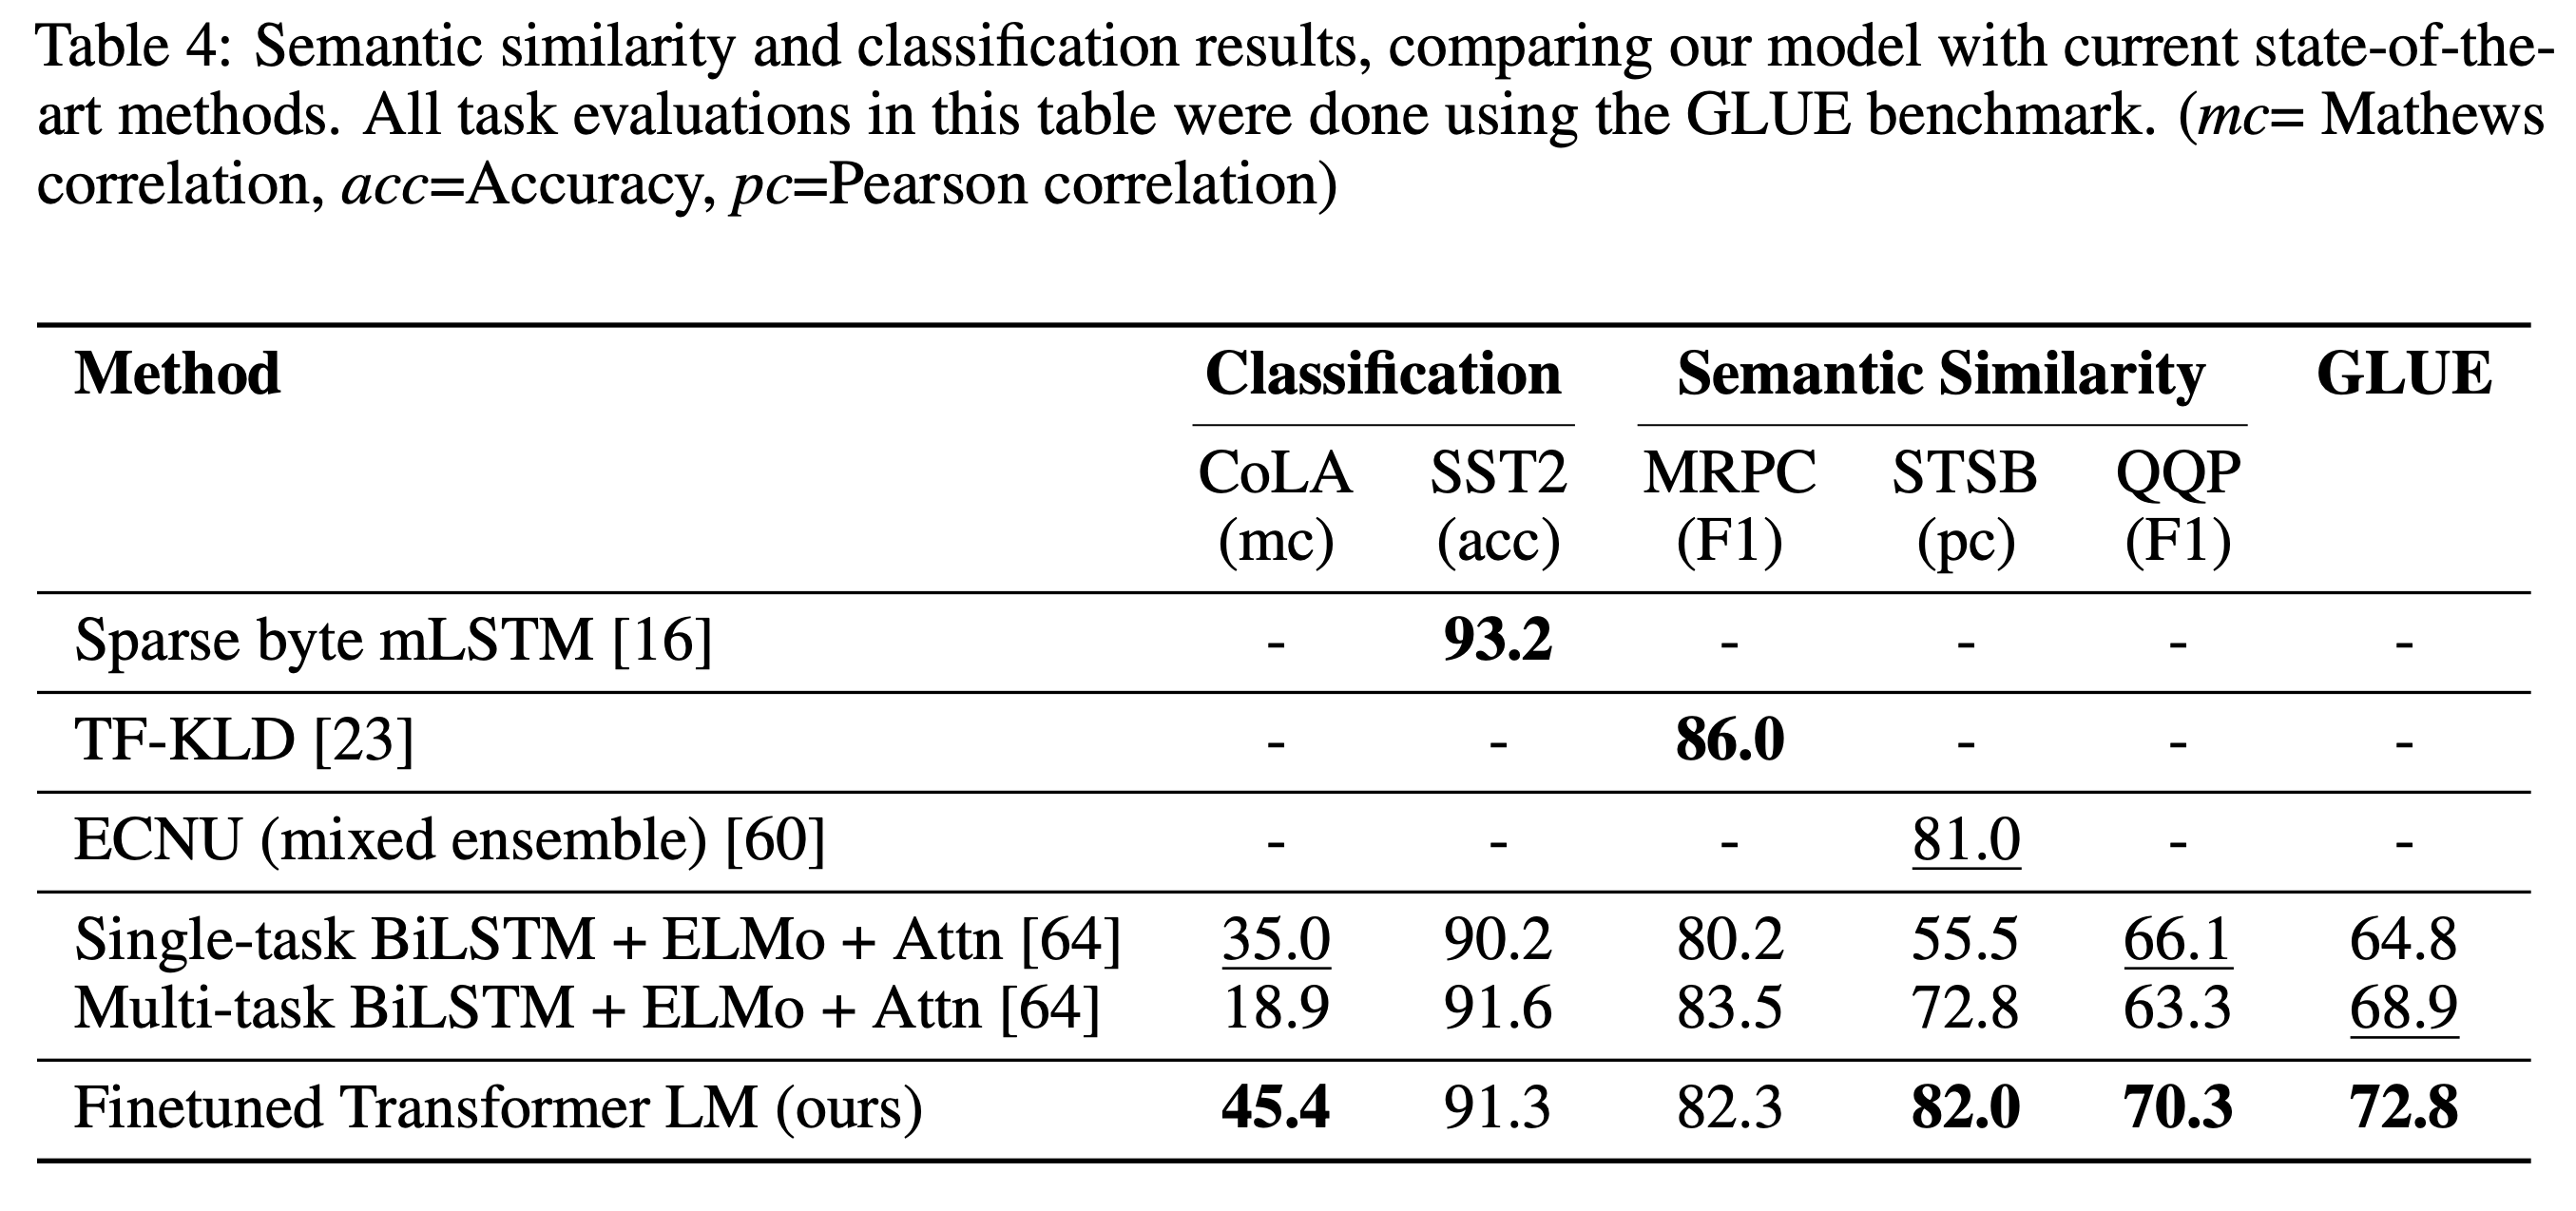 Table 4: Semantic similarity and classification results, comparing our model with current state-of-the-
art methods. All task evaluations in this table were done using the GLUE benchmark. (mc= Mathews
correlation, acc=Accuracy, pc=Pearson correlation)
Method Classification Semantic Similarity GLUE
CoLA SST2 MRPC STSB QQP
(mc) (acc) (F1) (pc) (F1)
Sparse byte mLSTM [16] - 93.2 - - - -
TF-KLD [23] - - 86.0 - - -
ECNU (mixed ensemble) [60] - - - 81.0 - -
Single-task BiLSTM + ELMo + Attn [64] 35.0 90.2 80.2 55.5 66.1 64.8
Multi-task BiLSTM + ELMo + Attn [64] 18.9 91.6 83.5 72.8 63.3 68.9
Finetuned Transformer LM (ours) 45.4 91.3 82.3 82.0 70.3 72.8